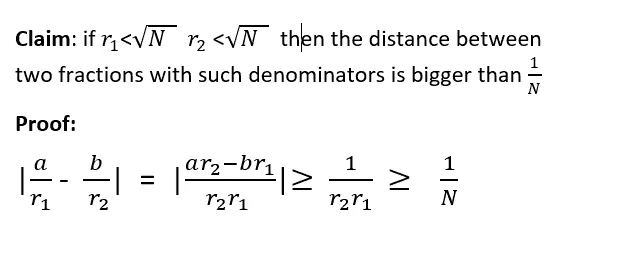 Claim: if r₁<√N r₂ <√N then the distance between
two fractions with such denominators is bigger than 1/N
Proof:
|a/r₁ - b/r₂| = |(ar₂−br₁)/(r₂r₁)| ≥ 1/(r₂r₁) ≥ 1/N